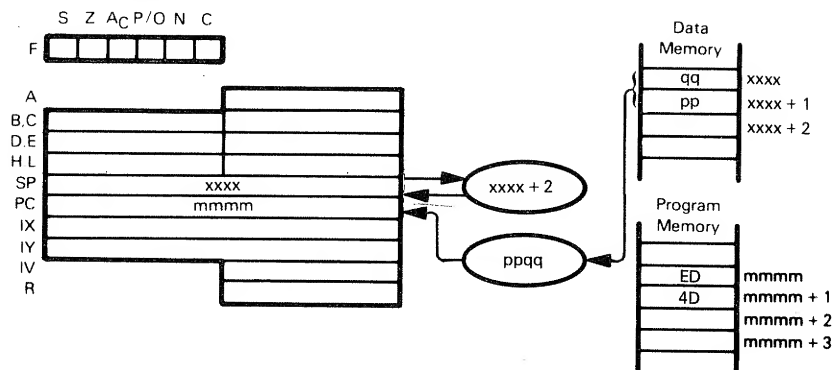 S Z AC P/O N C
F
A
B,C
D,E
H L
SP xxxx
PC mmmm
IX
IY
IV
R
xxxx + 2
ppqq
Data
Memory
qq xxxx
pp xxxx + 1
xxxx + 2
Program
Memory
ED mmmm
4D mmmm + 1
mmmm + 2
mmmm + 3